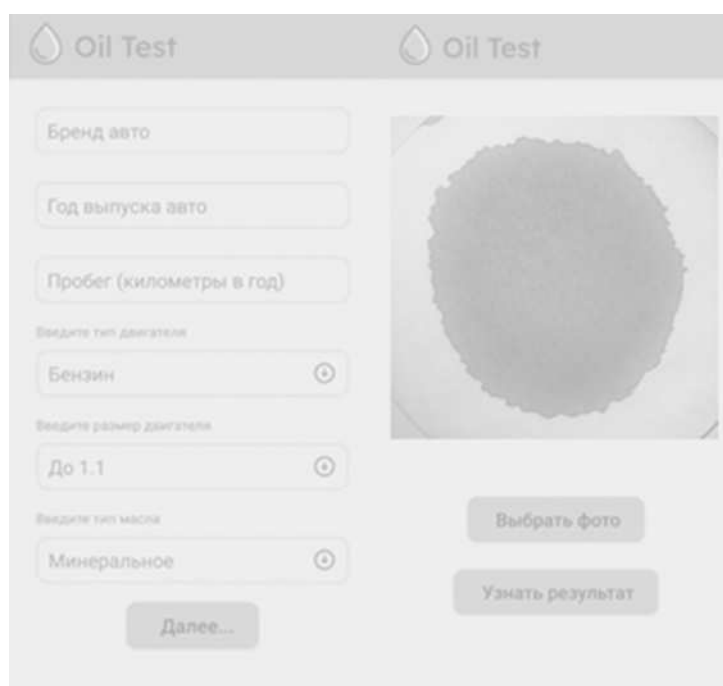 Oil Test
Бренд авто
Год выпуска авто
Пробег (километры в год)
Введите тип двигателя
Бензин
Введите размер двигателя
До 1.1
Введите тип масла
Минеральное
Далее...
Oil Test
Выбрать фото
Узнать результат